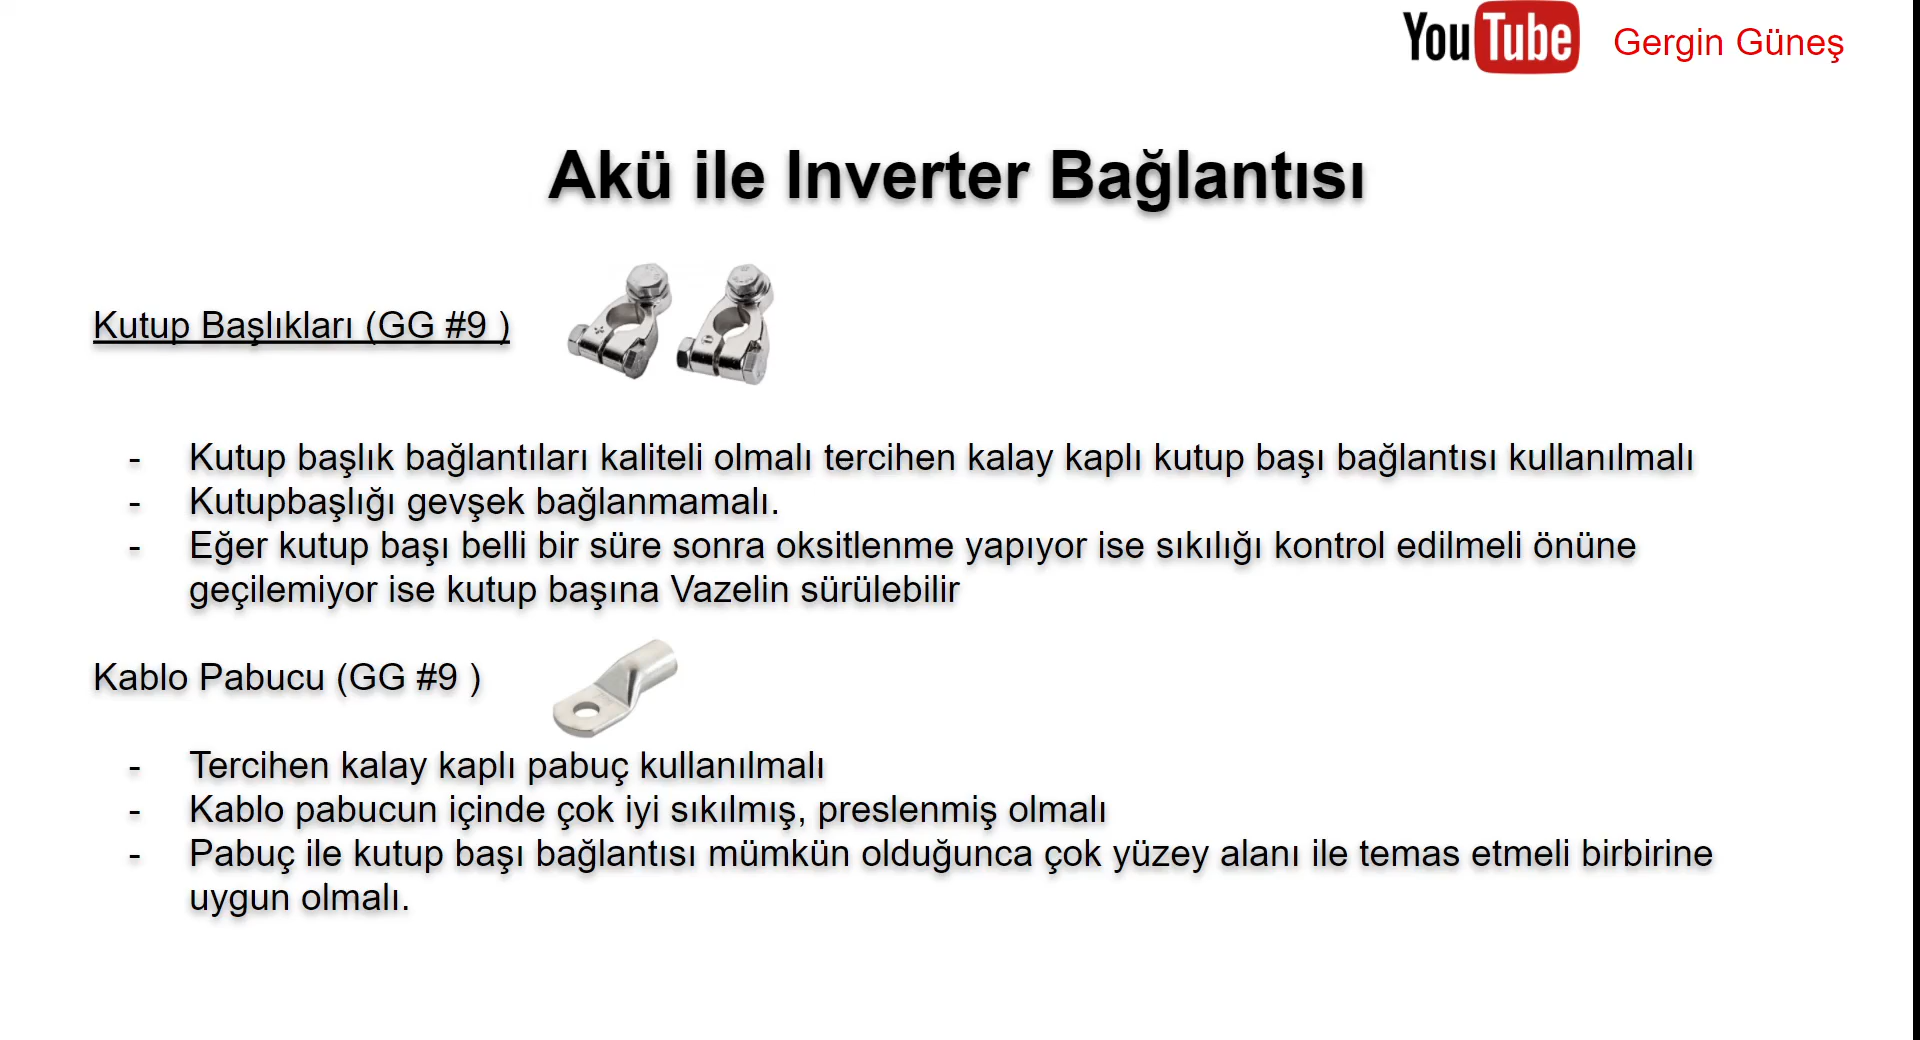 YouTube Gergin Güneş
Akü ile Inverter Bağlantısı
Kutup Başlıkları (GG #9 )
- Kutup başlık bağlantıları kaliteli olmalı tercihen kalay kaplı kutup başı bağlantısı kullanılmalı
- Kutupbaşlığı gevşek bağlanmamalı.
- Eğer kutup başı belli bir süre sonra oksitlenme yapıyor ise sıkılığı kontrol edilmeli önüne
geçilemiyor ise kutup başına Vazelin sürülebilir
Kablo Pabucu (GG #9 )
- Tercihen kalay kaplı pabuç kullanılmalı
- Kablo pabucun içinde çok iyi sıkılmış, preslenmiş olmalı
- Pabuç ile kutup başı bağlantısı mümkün olduğunca çok yüzey alanı ile temas etmeli birbirine
uygun olmalı.